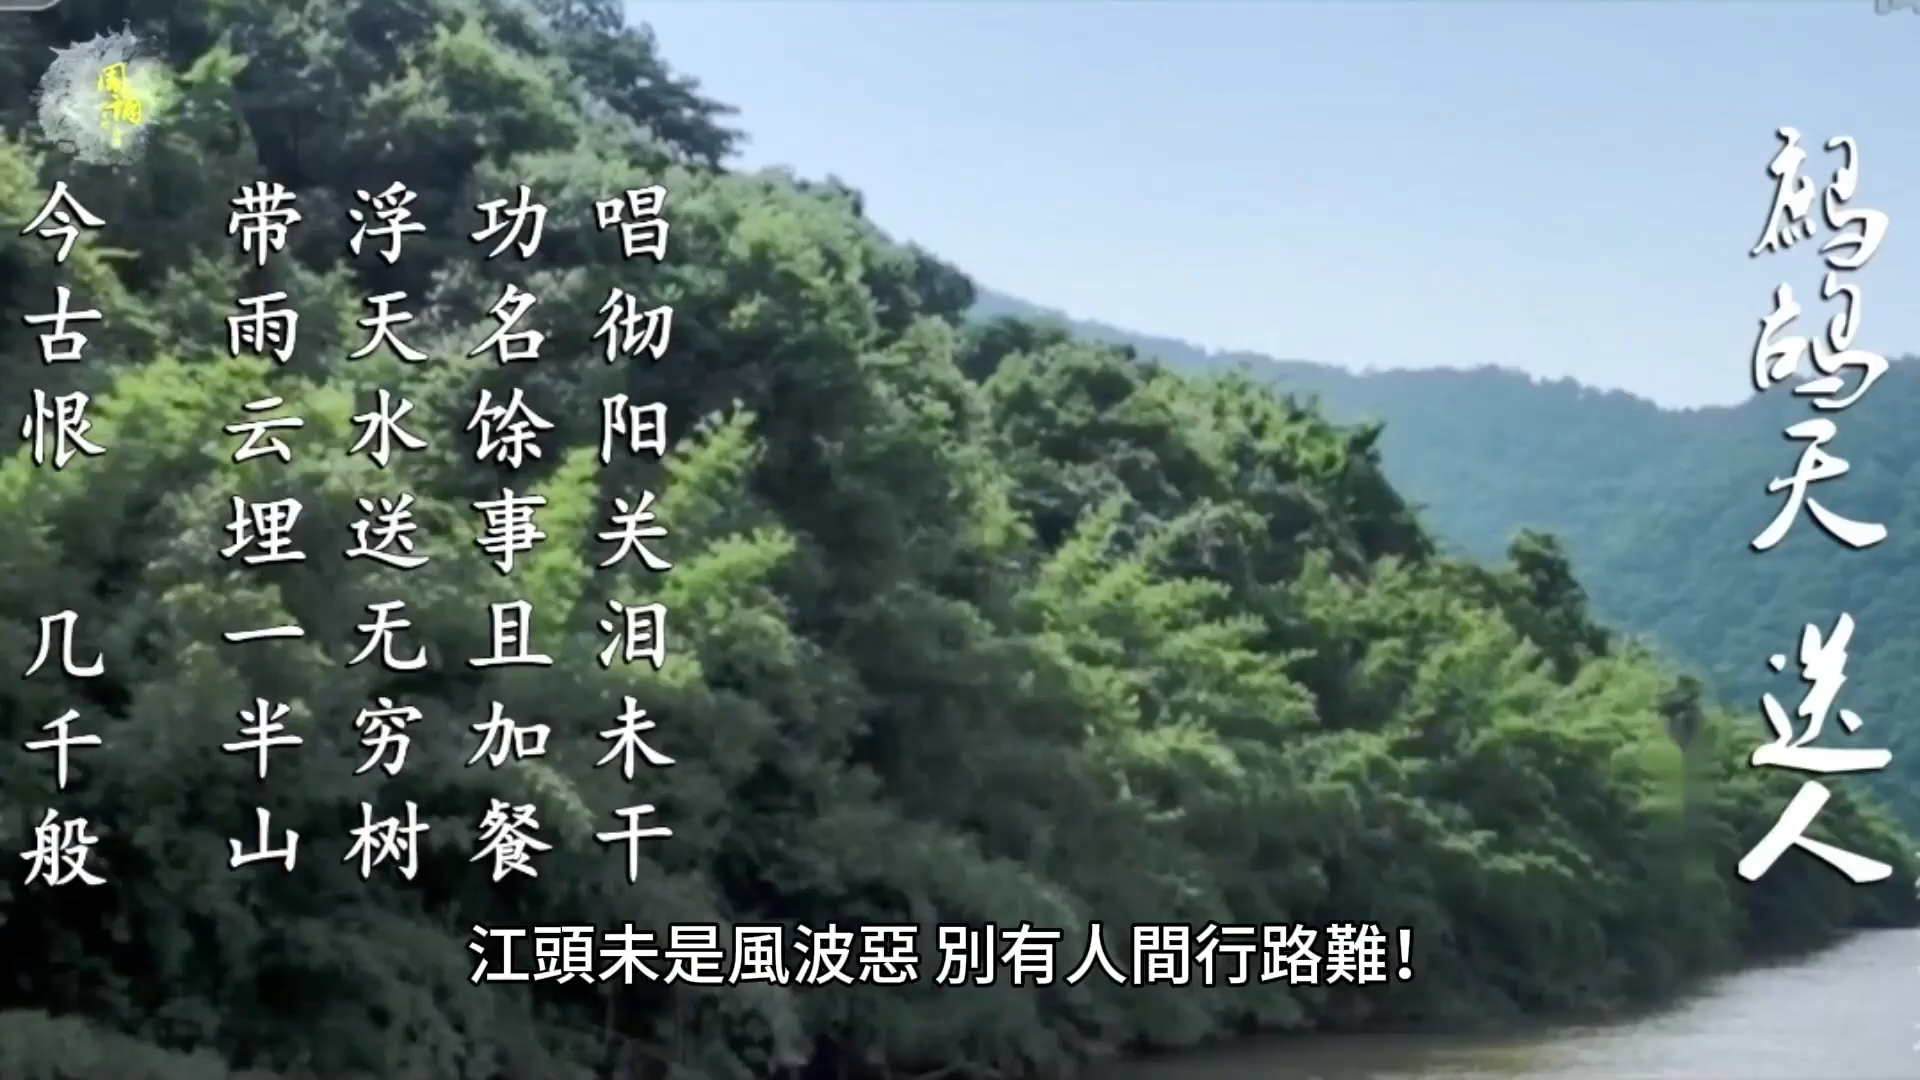 鹧鸪天 送人
唱彻阳关泪未干
功名馀事且加餐
浮天水送无穷树
带雨云埋一半山
今古恨 几千般
江頭未是風波惡 別有人間行路難!